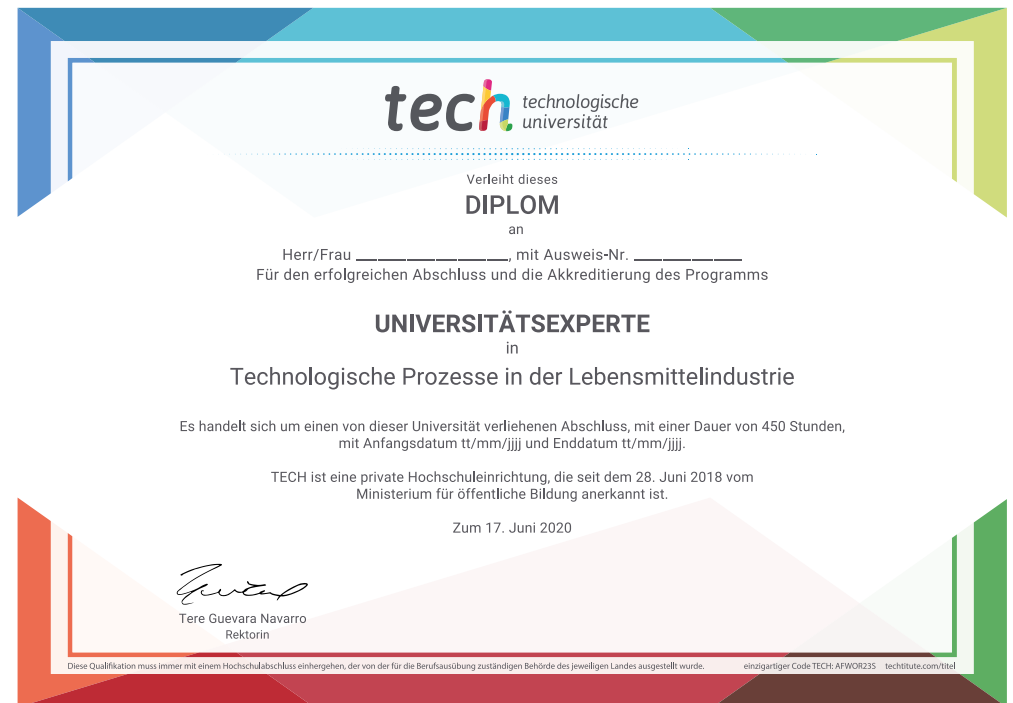 tech technologische
universität
Verleiht dieses
DIPLOM
an
Herr/Frau ____________, mit Ausweis-Nr. _________
Für den erfolgreichen Abschluss und die Akkreditierung des Programms
UNIVERSITÄTSEXPERTE
in
Technologische Prozesse in der Lebensmittelindustrie
Es handelt sich um einen von dieser Universität verliehenen Abschluss, mit einer Dauer von 450 Stunden,
mit Anfangsdatum tt/mm/jjjj und Enddatum tt/mm/jjjj.
TECH ist eine private Hochschuleinrichtung, die seit dem 28. Juni 2018 vom
Ministerium für öffentliche Bildung anerkannt ist.
Zum 17. Juni 2020
Tere Guevara Navarro
Rektorin
Diese Qualifikation muss immer mit einem Hochschulabschluss einhergehen, der von der für die Berufsausübung zuständigen Behörde des jeweiligen Landes ausgestellt wurde. einzigartiger Code TECH: AFWOR23S techtitute.com/titel